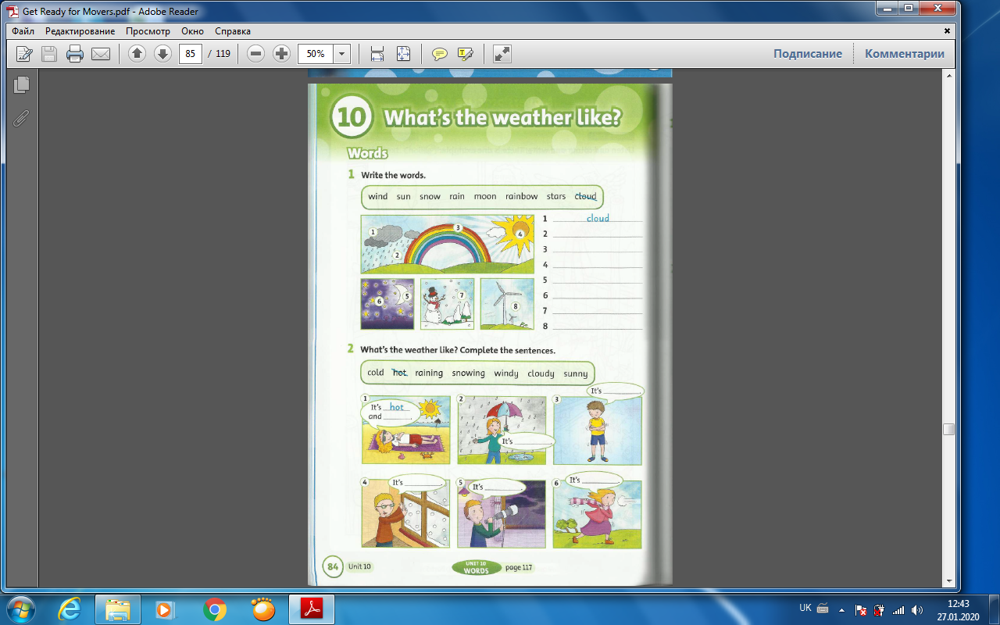 Get Ready for Movers.pdf - Adobe Reader
Файл Редактирование Просмотр Окно Справка
85 / 119 50% Подписание Комментарии
10 What's the weather like?
Words
1 Write the words.
wind sun snow rain moon rainbow stars cloud
1 cloud
2
3
4
5
6
7
8
1
2
3
4
6
5
7
8
2 What's the weather like? Complete the sentences.
cold hot raining snowing windy cloudy sunny
1
It's hot
and
2
It's
3
It's
4
It's
5
It's
6
It's
84 Unit 10
UNIT 10
WORDS
page 117
UK
12:43
27.01.2020